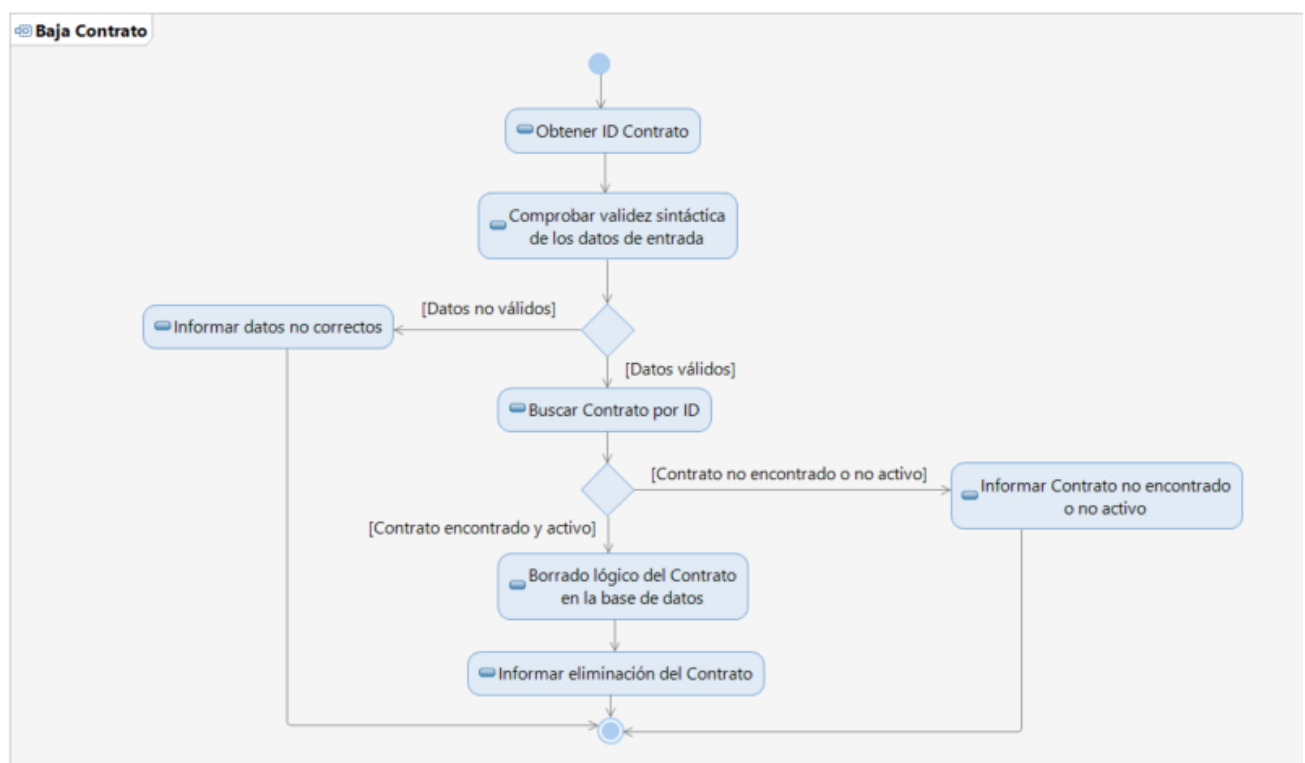 Baja Contrato
Obtener ID Contrato
Comprobar validez sintáctica
de los datos de entrada
[Datos no válidos]
Informar datos no correctos
[Datos válidos]
Buscar Contrato por ID
[Contrato no encontrado o no activo]
Informar Contrato no encontrado
o no activo
[Contrato encontrado y activo]
Borrado lógico del Contrato
en la base de datos
Informar eliminación del Contrato